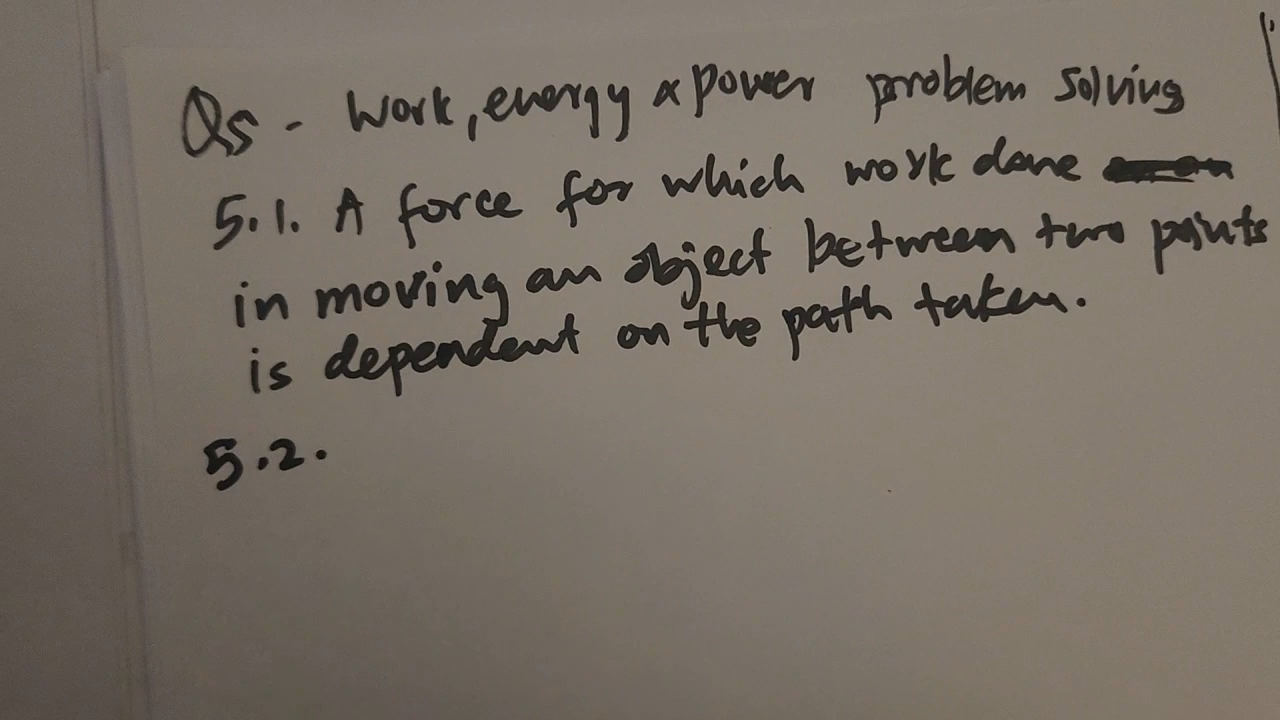 Q5 - Work, energy & power problem solving
5.1. A force for which work done
in moving an object between two points
is dependent on the path taken.
5.2.